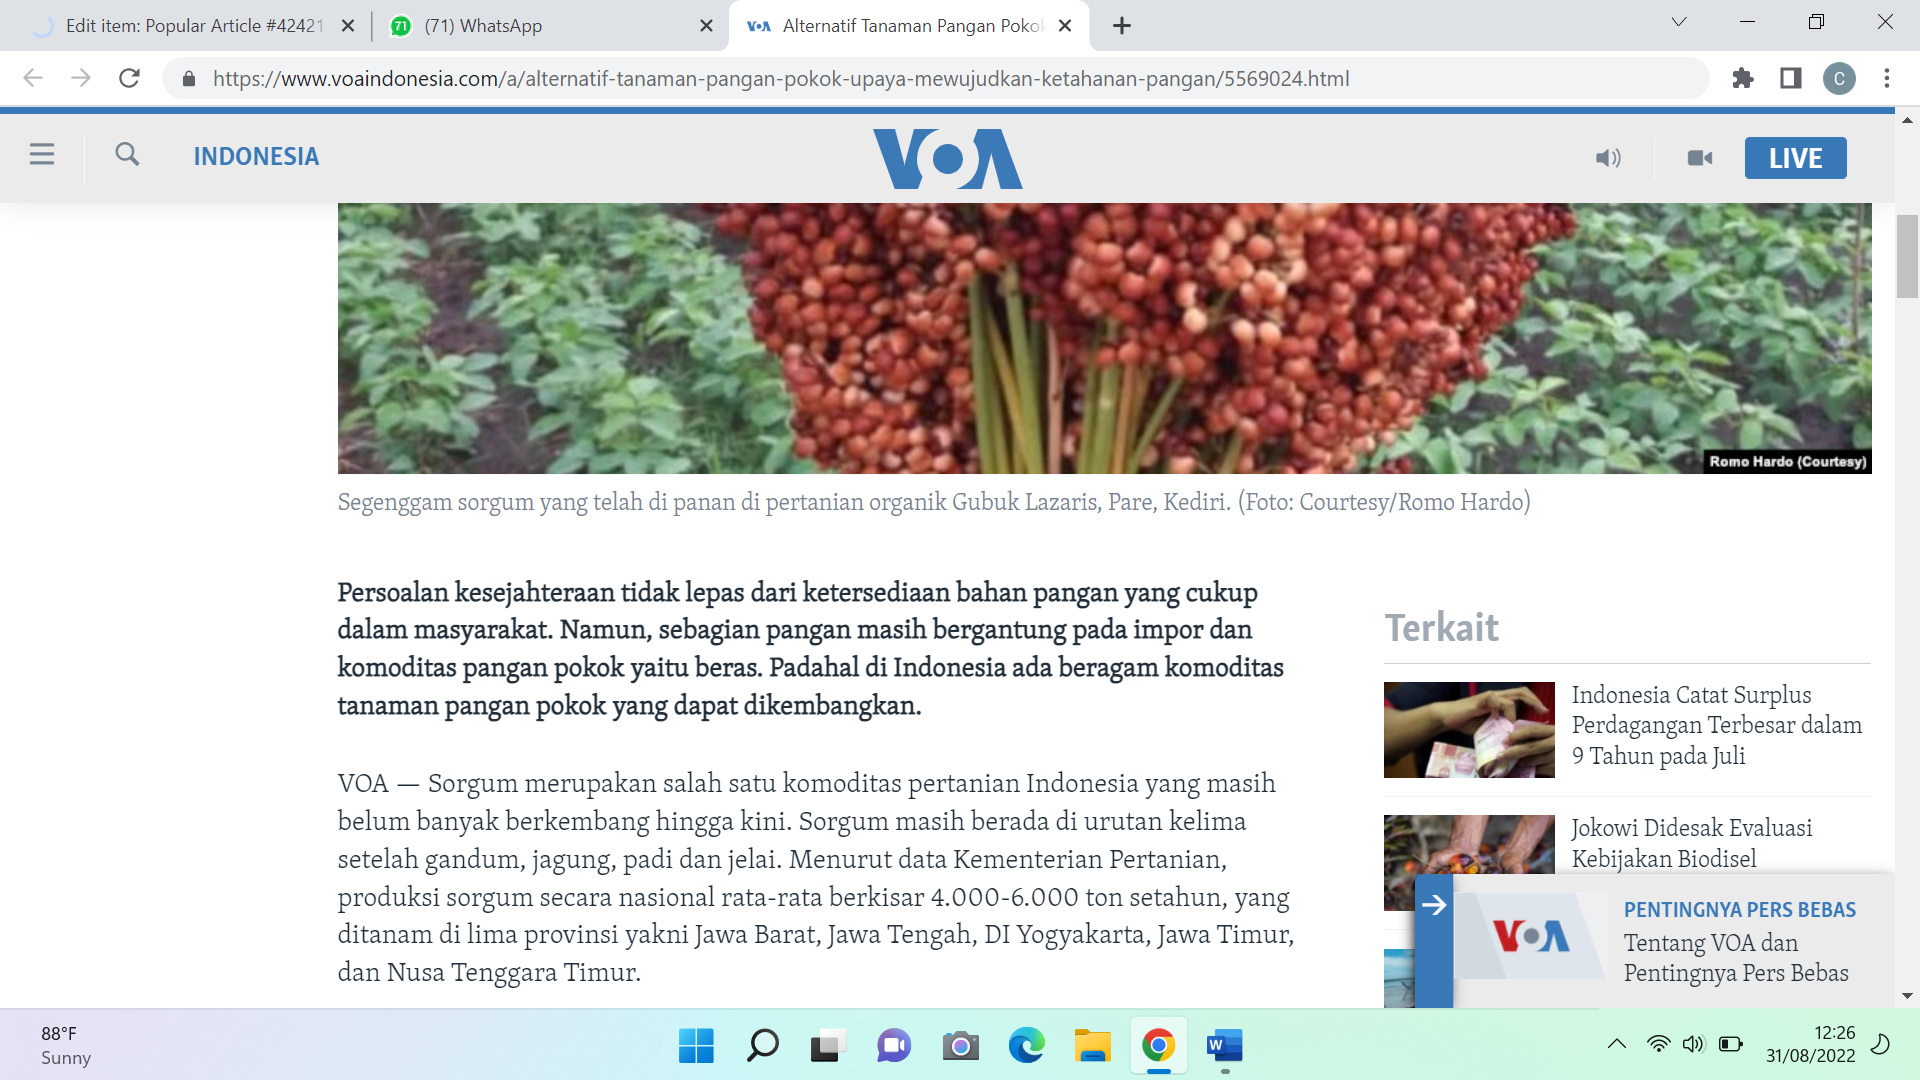 Edit item: Popular Article #42421
(71) WhatsApp
Alternatif Tanaman Pangan Pokok
https://www.voaindonesia.com/a/alternatif-tanaman-pangan-pokok-upaya-mewujudkan-ketahanan-pangan/5569024.html
C
INDONESIA
VOA
LIVE
Romo Hardo (Courtesy)
Segenggam sorgum yang telah di panan di pertanian organik Gubuk Lazaris, Pare, Kediri. (Foto: Courtesy/Romo Hardo)
Persoalan kesejahteraan tidak lepas dari ketersediaan bahan pangan yang cukup
dalam masyarakat. Namun, sebagian pangan masih bergantung pada impor dan
komoditas pangan pokok yaitu beras. Padahal di Indonesia ada beragam komoditas
tanaman pangan pokok yang dapat dikembangkan.
VOA — Sorgum merupakan salah satu komoditas pertanian Indonesia yang masih
belum banyak berkembang hingga kini. Sorgum masih berada di urutan kelima
setelah gandum, jagung, padi dan jelai. Menurut data Kementerian Pertanian,
produksi sorgum secara nasional rata-rata berkisar 4.000-6.000 ton setahun, yang
ditanam di lima provinsi yakni Jawa Barat, Jawa Tengah, DI Yogyakarta, Jawa Timur,
dan Nusa Tenggara Timur.
Terkait
Indonesia Catat Surplus
Perdagangan Terbesar dalam
9 Tahun pada Juli
Jokowi Didesak Evaluasi
Kebijakan Biodisel
VOA
PENTINGNYA PERS BEBAS
Tentang VOA dan
Pentingnya Pers Bebas
88°F
Sunny
12:26
31/08/2022